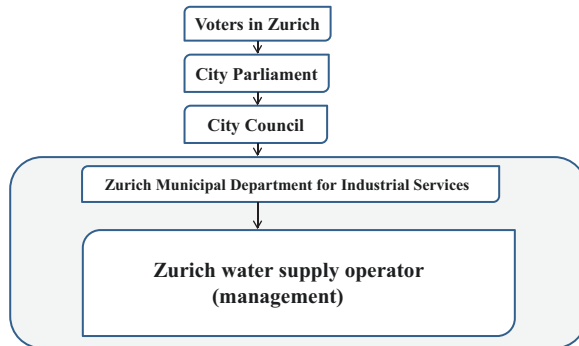 Voters in Zurich
City Parliament
City Council
Zurich Municipal Department for Industrial Services
Zurich water supply operator
(management)